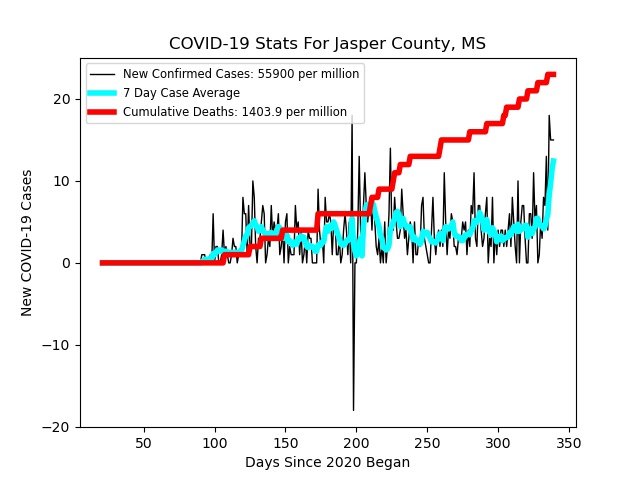 COVID-19 Stats For Jasper County, MS
New Confirmed Cases: 55900 per million
7 Day Case Average
Cumulative Deaths: 1403.9 per million
New COVID-19 Cases
20
10
0
−10
−20
50 100 150 200 250 300 350
Days Since 2020 Began